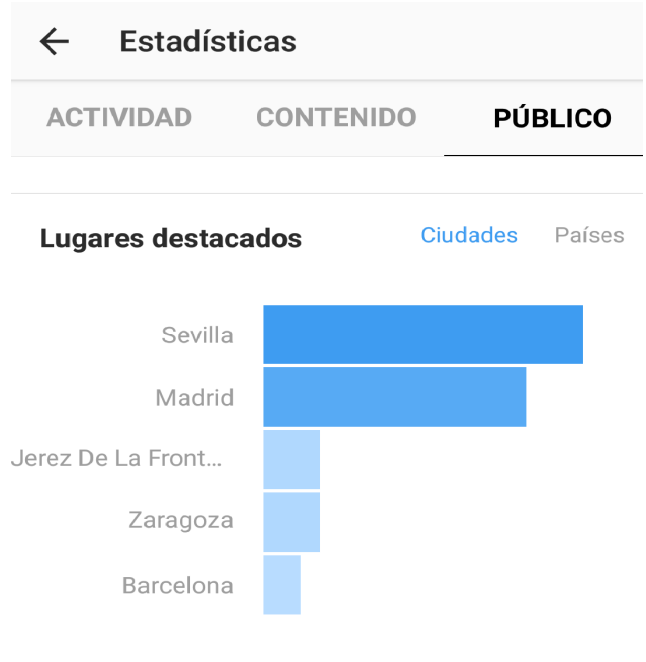 Estadísticas
ACTIVIDAD CONTENIDO PÚBLICO
Lugares destacados Ciudades Países
Sevilla
Madrid
Jerez De La Front...
Zaragoza
Barcelona